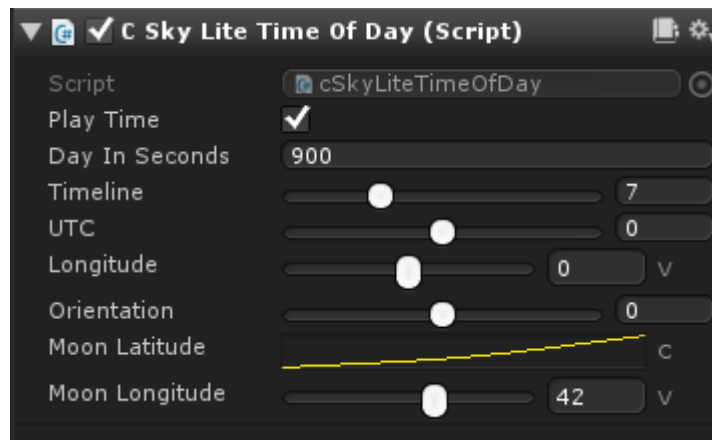 C Sky Lite Time Of Day (Script)
Script cSkyLiteTimeOfDay
Play Time
Day In Seconds 900
Timeline 7
UTC 0
Longitude 0 V
Orientation 0
Moon Latitude C
Moon Longitude 42 V